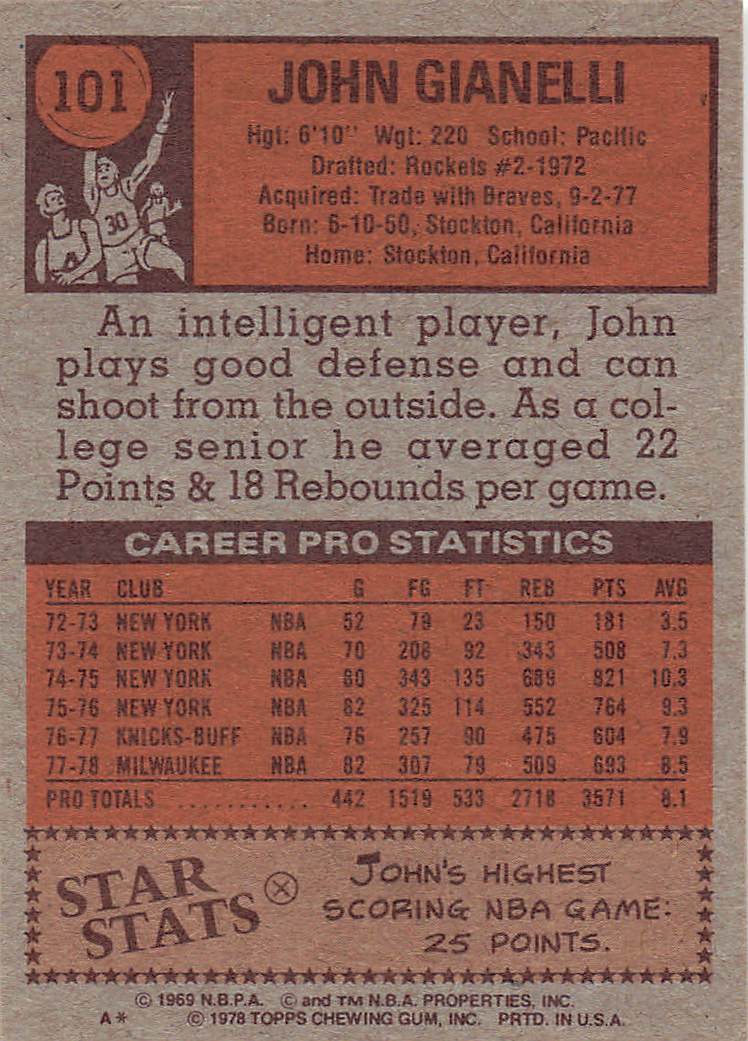 101
JOHN GIANELLI
Hgt: 6'10" Wgt: 220 School: Pacific
Drafted: Rockets #2-1972
Acquired: Trade with Braves, 9-2-77
Born: 6-10-50, Stockton, California
Home: Stockton, California
30
An intelligent player, John
plays good defense and can
shoot from the outside. As a col-
lege senior he averaged 22
Points & 18 Rebounds per game.
CAREER PRO STATISTICS
YEAR CLUB G FG FT REB PTS AVG
72-73 NEW YORK NBA 52 79 23 150 181 3.5
73-74 NEW YORK NBA 70 208 92 343 508 7.3
74-75 NEW YORK NBA 80 343 135 689 821 10.3
75-76 NEW YORK NBA 82 325 114 552 764 9.3
76-77 KNICKS-BUFF NBA 76 257 90 475 604 7.9
77-78 MILWAUKEE NBA 82 307 79 509 693 8.5
PRO TOTALS ............ 442 1519 533 2718 3571 8.1
STAR
STATS
JOHN'S HIGHEST
SCORING NBA GAME:
25 POINTS.
© 1969 N.B.P.A. © and TM N.B.A. PROPERTIES, INC.
A* © 1978 TOPPS CHEWING GUM, INC. PRTD. IN U.S.A.